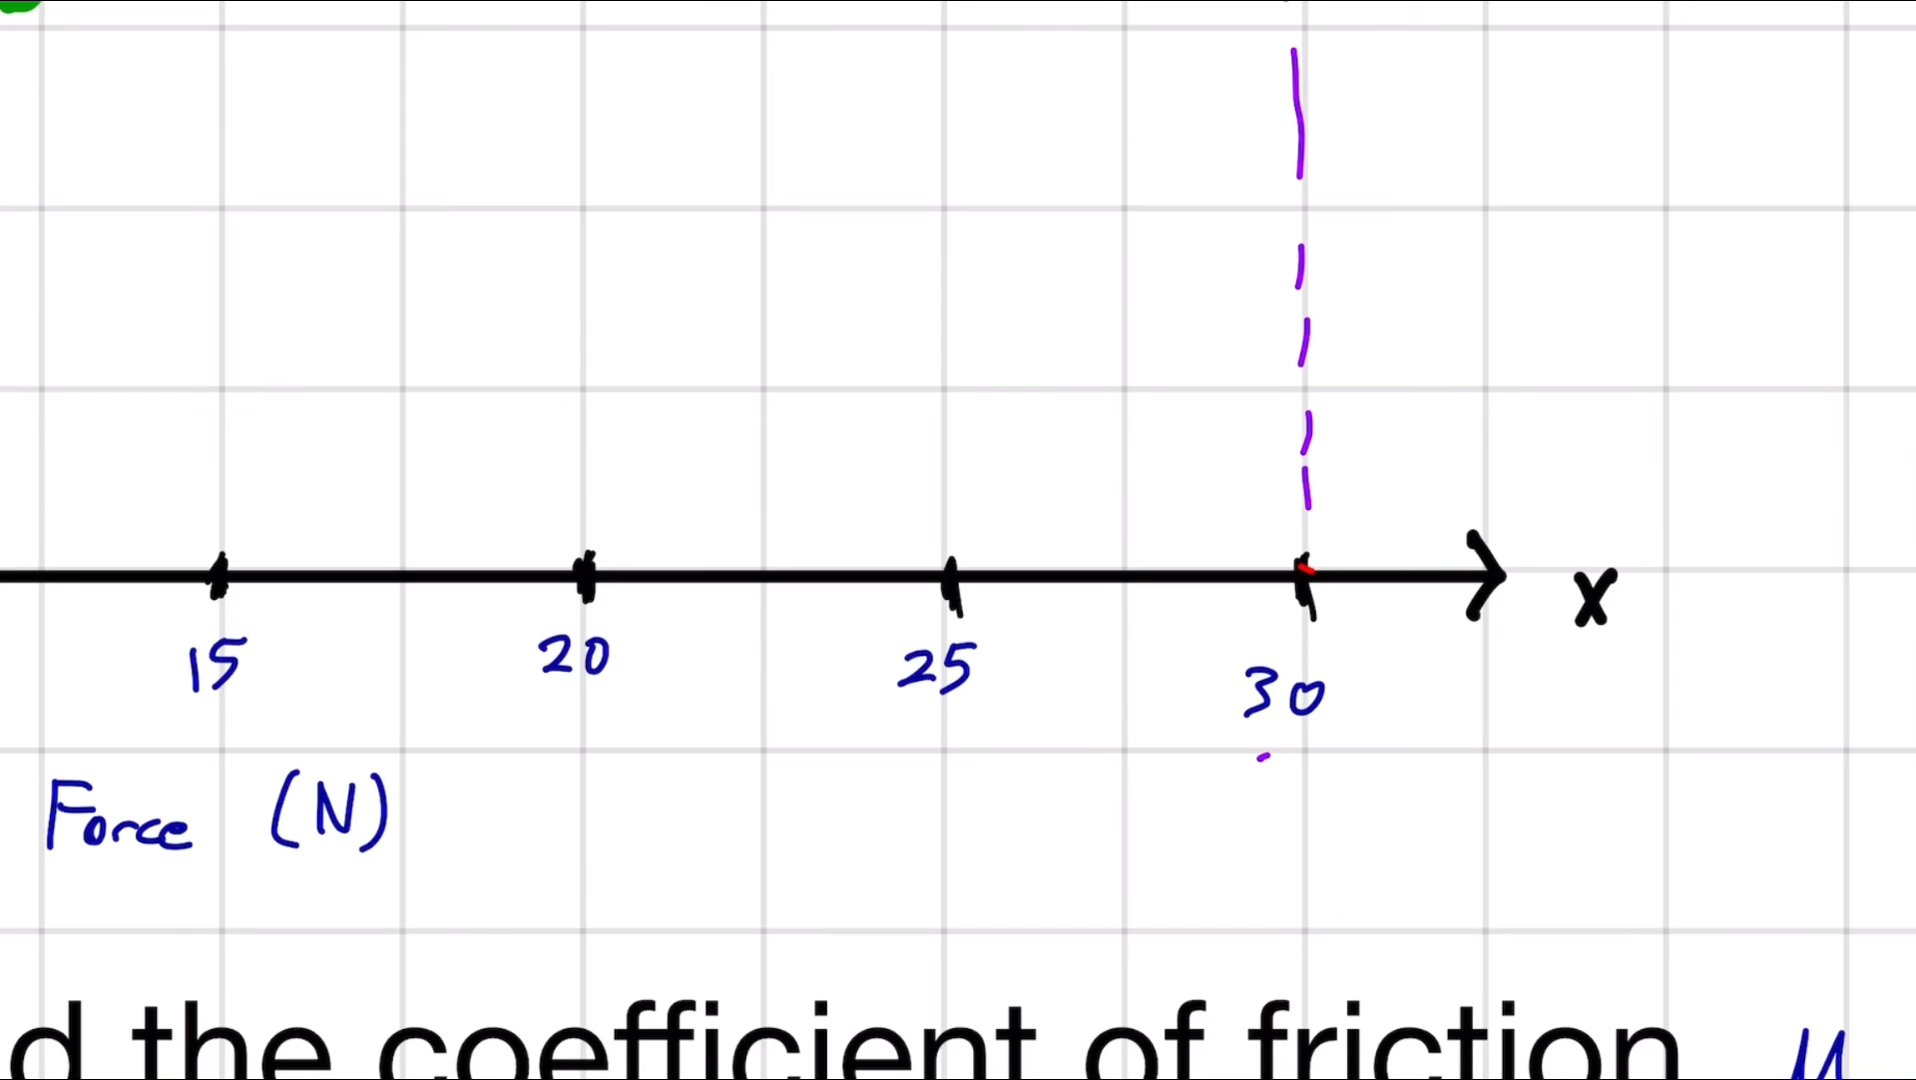 x
15 20 25 30
Force (N)
d the coefficient of friction